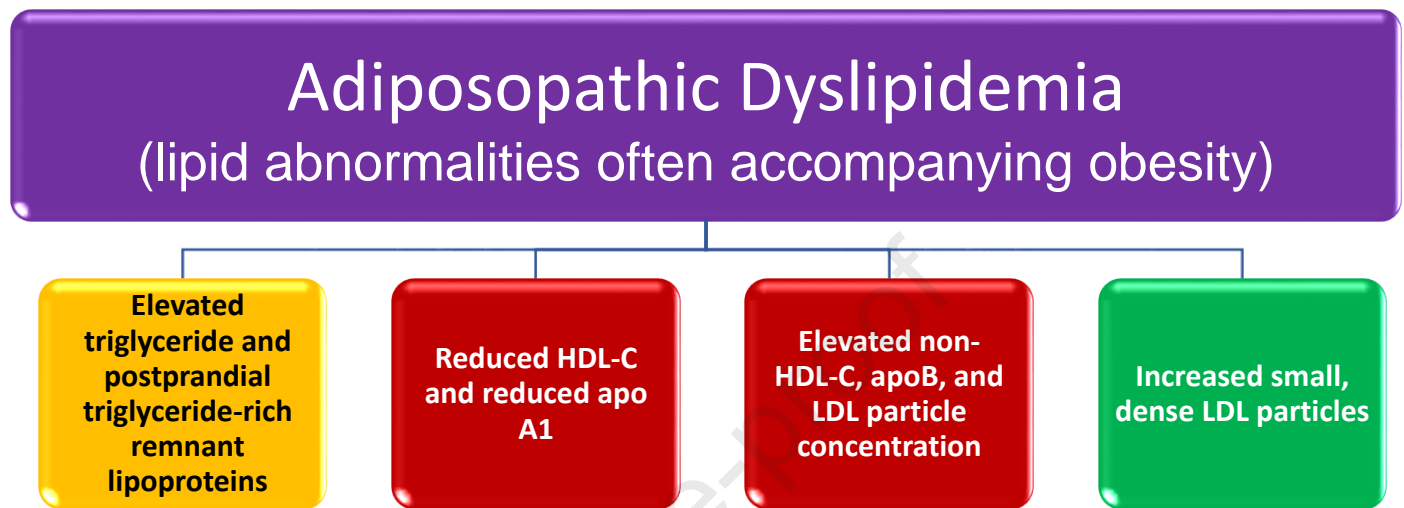 Adiposopathic Dyslipidemia
(lipid abnormalities often accompanying obesity)
Elevated
triglyceride and
postprandial
triglyceride-rich
remnant
lipoproteins
Reduced HDL-C
and reduced apo
A1
Elevated non-
HDL-C, apoB, and
LDL particle
concentration
Increased small,
dense LDL particles